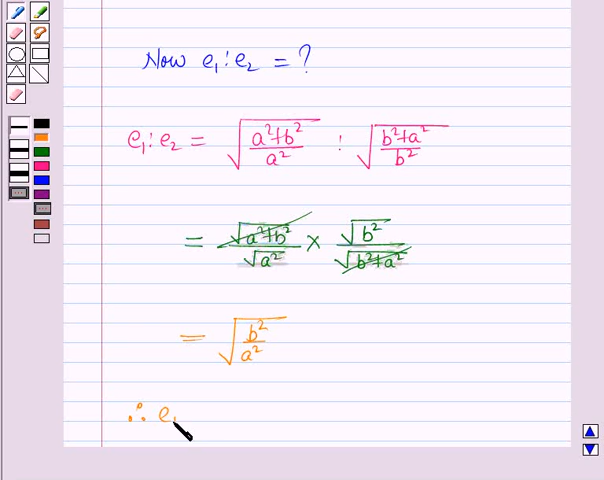 Now e₁:e₂ = ?
e₁:e₂ = √((a²+b²)/a²) : √((b²+a²)/b²)
= √(a²+b²)/√(a²) × √(b²)/√(b²+a²)
= √(b²/a²)
∴ e₁